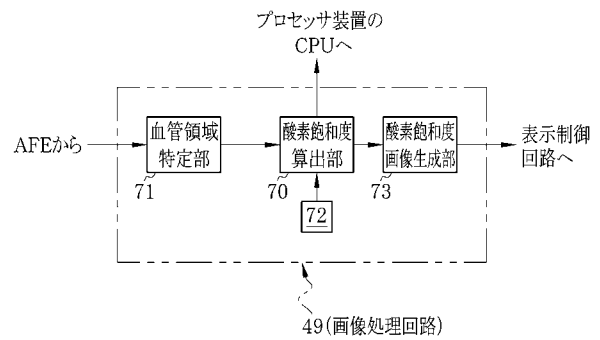 プロセッサ装置の
CPUへ
AFEから
血管領域
特定部
71
酸素飽和度
算出部
70
酸素飽和度
画像生成部
73
表示制御
回路へ
72
49(画像処理回路)